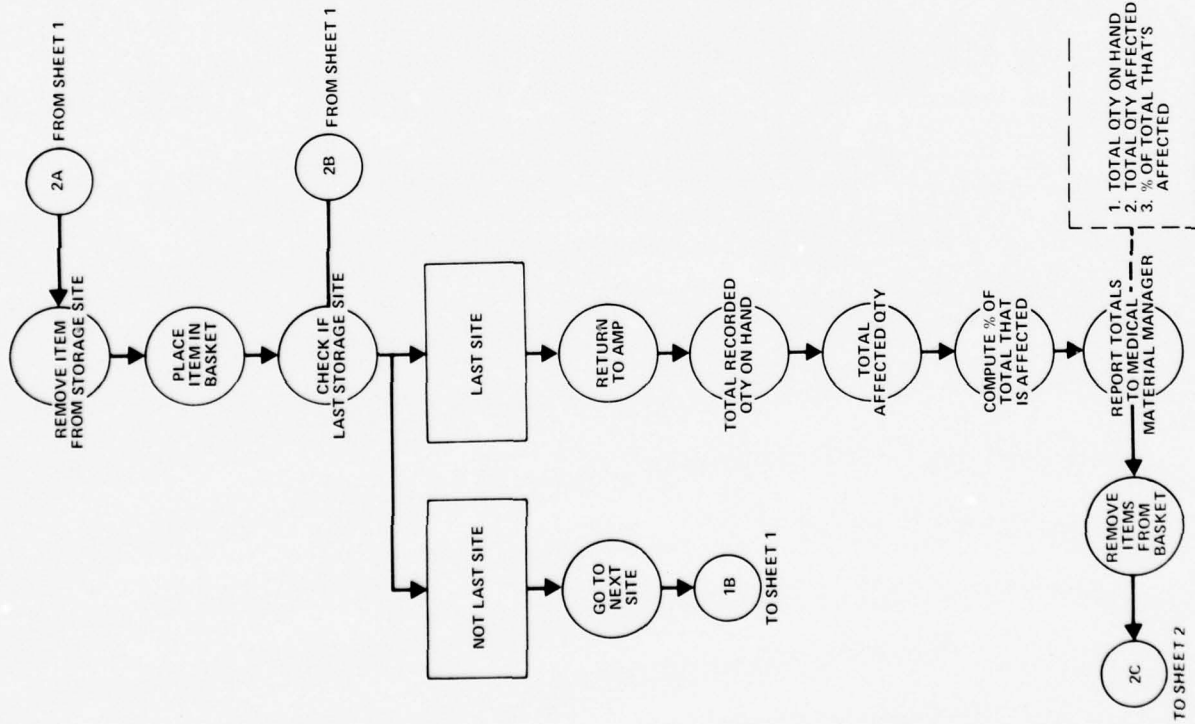 2A
FROM SHEET 1
REMOVE ITEM
FROM STORAGE SITE
PLACE
ITEM IN
BASKET
2B
FROM SHEET 1
CHECK IF
LAST STORAGE SITE
NOT LAST SITE
LAST SITE
GO TO
NEXT
SITE
1B
TO SHEET 1
RETURN
TO AMP
TOTAL RECORDED
QTY ON HAND
TOTAL
AFFECTED QTY
COMPUTE % OF
TOTAL THAT
IS AFFECTED
REPORT TOTALS
TO MEDICAL
MATERIAL MANAGER
1. TOTAL QTY ON HAND
2. TOTAL QTY AFFECTED
3. % OF TOTAL THAT'S
AFFECTED
REMOVE
ITEMS
FROM
BASKET
2C
TO SHEET 2